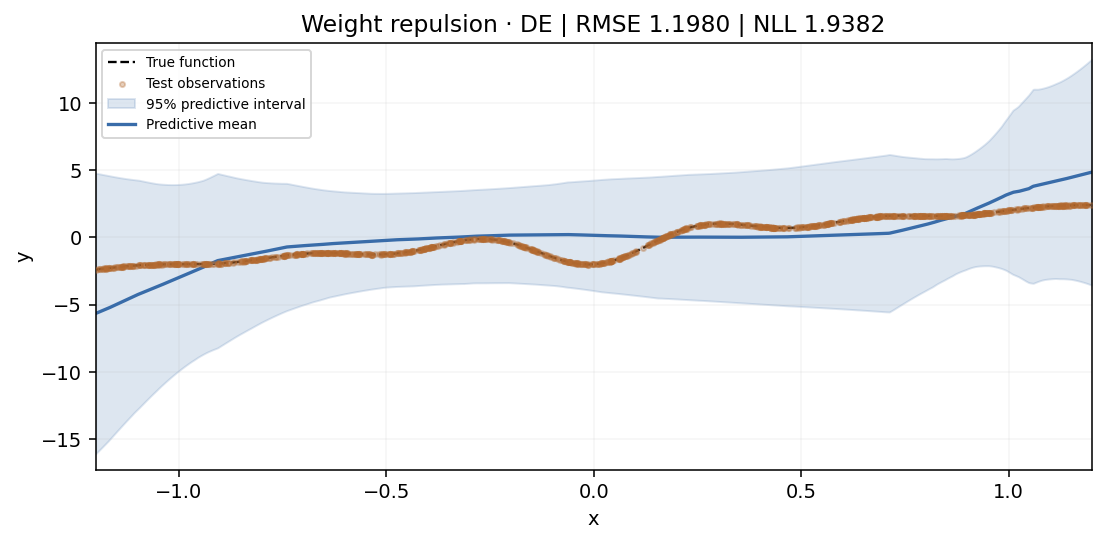 Weight repulsion · DE | RMSE 1.1980 | NLL 1.9382
True function
Test observations
95% predictive interval
Predictive mean
10
5
0
−5
−10
−15
y
−1.0
−0.5
0.0
0.5
1.0
x